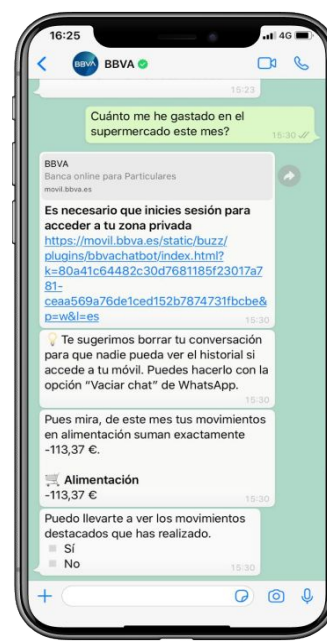 16:25
4G
BBVA
15:23
Cuánto me he gastado en el
supermercado este mes?
15:30
BBVA
Banca online para Particulares
movil.bbva.es
Es necesario que inicies sesión para
acceder a tu zona privada
https://movil.bbva.es/static/buzz/
plugins/bbvachatbot/index.html?
k=80a41c64482c30d7681185f23017a7
81-
ceaa569a76de1ced152b7874731fbcbe&
p=w&l=es
15:30
Te sugerimos borrar tu conversación
para que nadie pueda ver el historial si
accede a tu móvil. Puedes hacerlo con la
opción “Vaciar chat” de WhatsApp.
15:30
Pues mira, de este mes tus movimientos
en alimentación suman exactamente
-113,37 €.
Alimentación
-113,37 €
15:30
Puedo llevarte a ver los movimientos
destacados que has realizado.
Sí
No
15:30